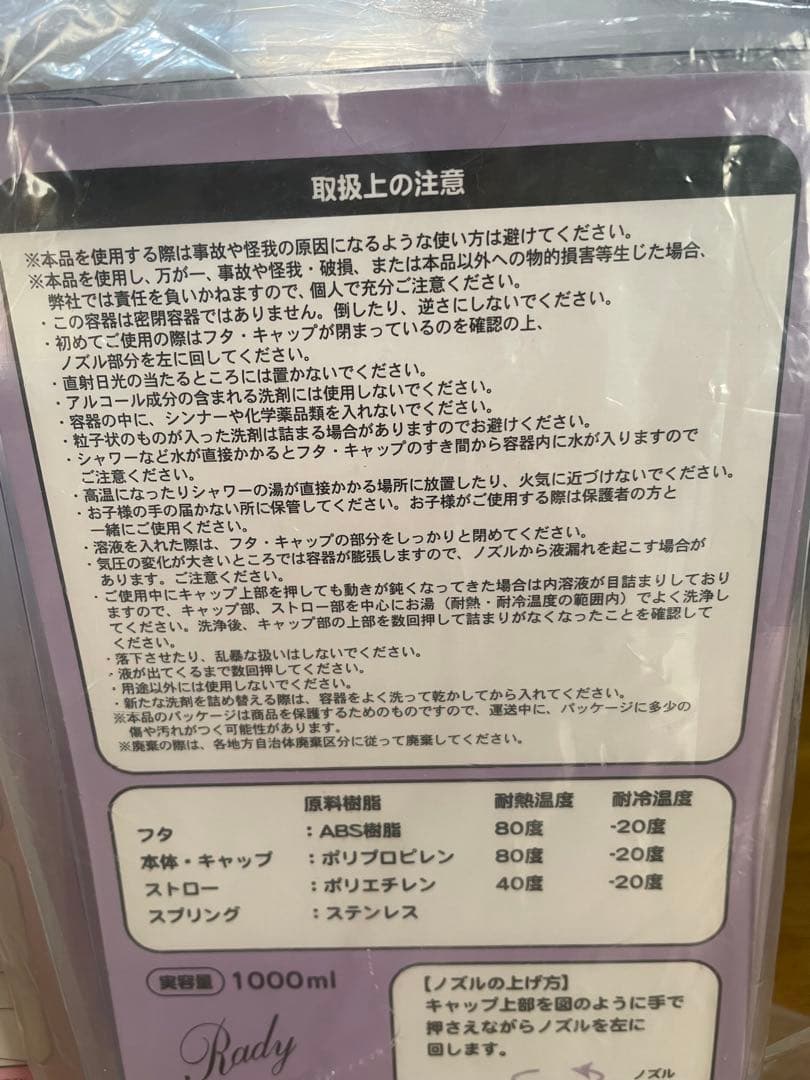 取扱上の注意
※本品を使用する際は事故や怪我の原因になるような使い方は避けてください。
※本品を使用し、万が一、事故や怪我・破損、または本品以外への物的損害等生じた場合、
弊社では責任を負いかねますので、個人で充分ご注意ください。
・この容器は密閉容器ではありません。倒したり、逆さにしないでください。
・初めてご使用の際はフタ・キャップが閉まっているのを確認の上、
ノズル部分を左に回してください。
・直射日光の当たるところには置かないでください。
・アルコール成分の含まれる洗剤には使用しないでください。
・容器の中に、シンナーや化学薬品類を入れないでください。
・粒子状のものが入った洗剤は詰まる場合がありますのでお避けください。
・シャワーなど水が直接かかるとフタ・キャップのすき間から容器内に水が入りますので
ご注意ください。
・高温になったりシャワーの湯が直接かかる場所に放置したり、火気に近づけないでください。
・お子様の手の届かない所に保管してください。お子様がご使用する際は保護者の方と
一緒にご使用ください。
・溶液を入れた際は、フタ・キャップの部分をしっかりと閉めてください。
・気圧の変化が大きいところでは容器が膨張しますので、ノズルから液漏れを起こす場合が
あります。ご注意ください。
・ご使用中にキャップ上部を押しても動きが鈍くなってきた場合は内溶液が目詰まりしており
ますので、キャップ部、ストロー部を中心にお湯（耐熱・耐冷温度の範囲内）でよく洗浄し
てください。洗浄後、キャップ部の上部を数回押して詰まりがなくなったことを確認して
ください。
・落下させたり、乱暴な扱いはしないでください。
・液が出てくるまで数回押してください。
・用途以外には使用しないでください。
・新たな洗剤を詰め替える際は、容器をよく洗って乾かしてから入れてください。
※本品のパッケージは商品を保護するためのものですので、運送中に、パッケージに多少の
傷や汚れがつく可能性があります。
※廃棄の際は、各地方自治体廃棄区分に従って廃棄してください。
原料樹脂 耐熱温度 耐冷温度
フタ ：ABS樹脂 80度 -20度
本体・キャップ ：ポリプロピレン 80度 -20度
ストロー ：ポリエチレン 40度 -20度
スプリング ：ステンレス
実容量 1000ml
Rady
【ノズルの上げ方】
キャップ上部を図のように手で
押さえながらノズルを左に
回します。
ノズル